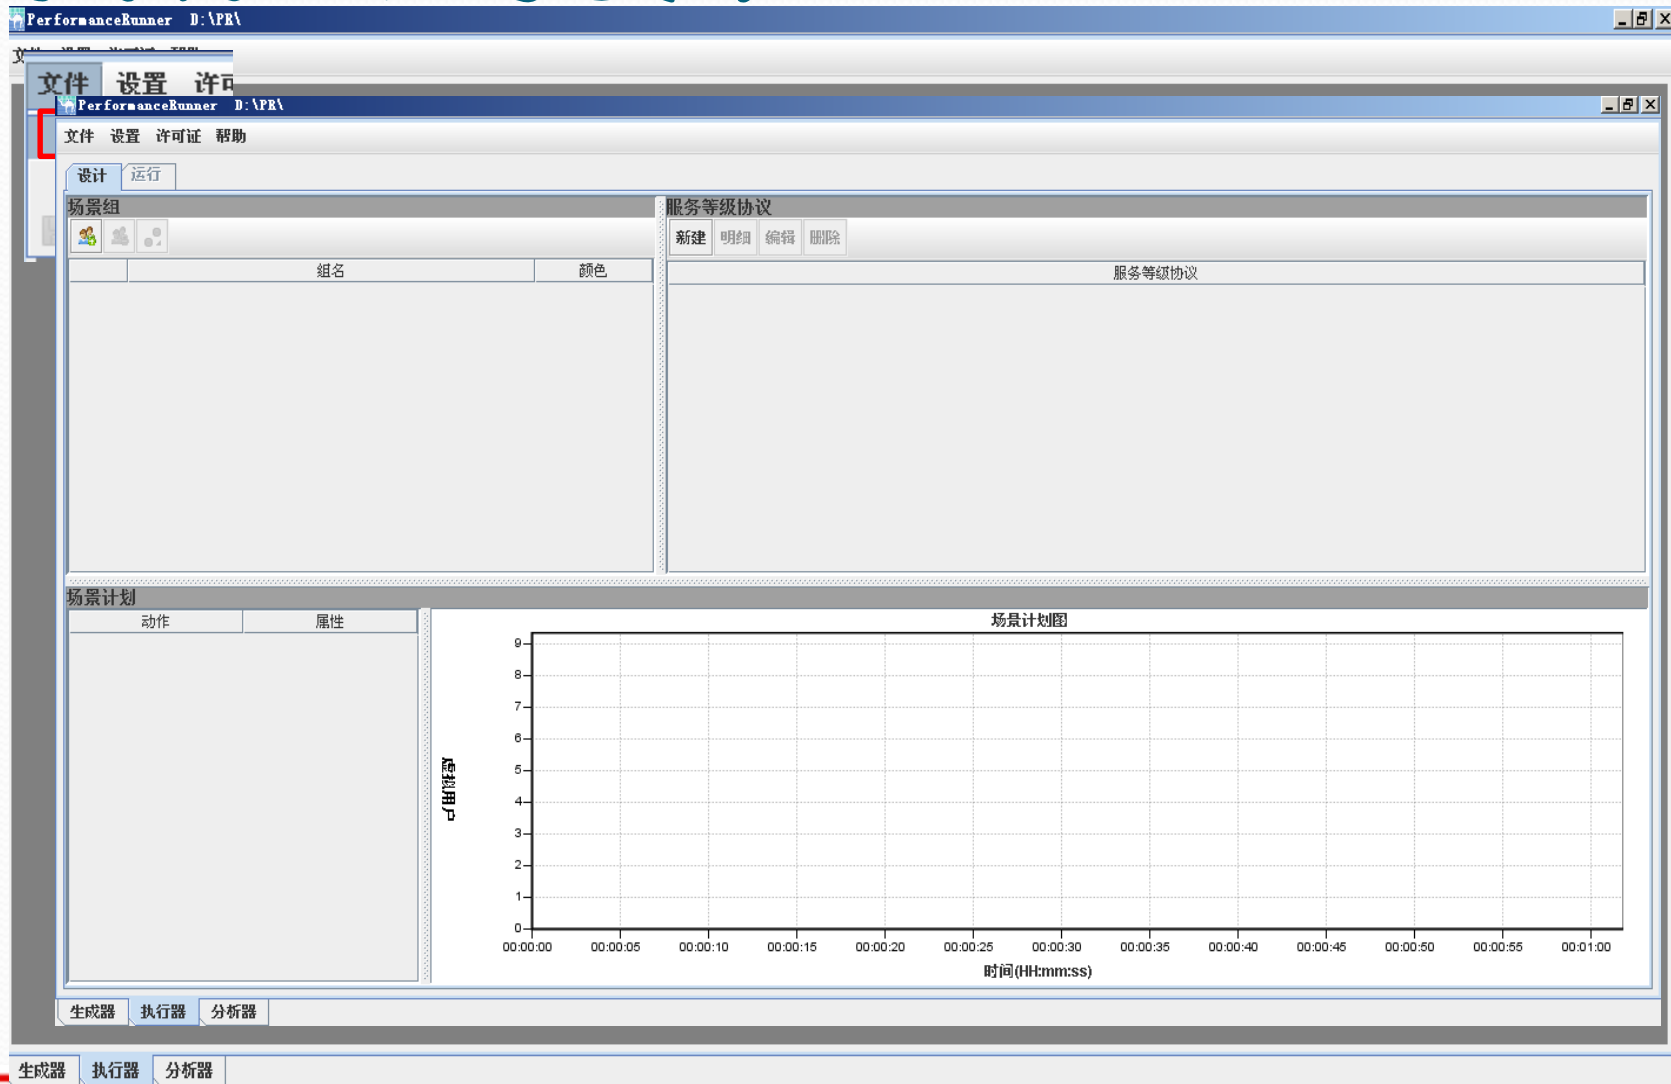 PerformanceRunner D:\PR\
文件 设置
PerformanceRunner D:\PR\
文件 设置 许可证 帮助
设计 运行
场景组
服务等级协议
新建 明细 编辑 删除
组名 颜色
服务等级协议
场景计划
动作 属性
场景计划图
9
8
7
6
5
4
3
2
1
0
虚拟用户
00:00:00 00:00:05 00:00:10 00:00:15 00:00:20 00:00:25 00:00:30 00:00:35 00:00:40 00:00:45 00:00:50 00:00:55 00:01:00
时间(HH:mm:ss)
生成器 执行器 分析器
生成器 执行器 分析器